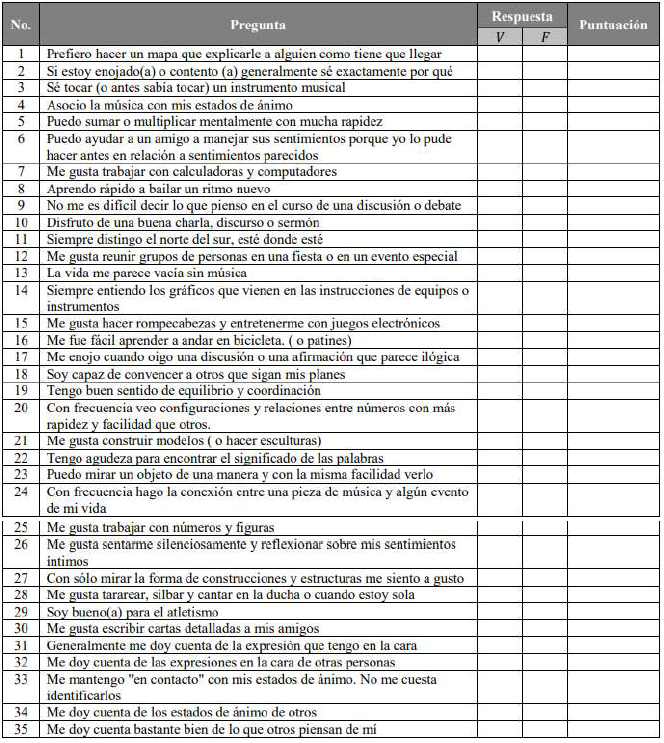 No. Pregunta Respuesta Puntuación
V F
1 Prefiero hacer un mapa que explicarle a alguien como tiene que llegar
2 Si estoy enojado(a) o contento (a) generalmente sé exactamente por qué
3 Sé tocar (o antes sabía tocar) un instrumento musical
4 Asocio la música con mis estados de ánimo
5 Puedo sumar o multiplicar mentalmente con mucha rapidez
6 Puedo ayudar a un amigo a manejar sus sentimientos porque yo lo pude
hacer antes en relación a sentimientos parecidos
7 Me gusta trabajar con calculadoras y computadores
8 Aprendo rápido a bailar un ritmo nuevo
9 No me es difícil decir lo que pienso en el curso de una discusión o debate
10 Disfruto de una buena charla, discurso o sermón
11 Siempre distingo el norte del sur, esté donde esté
12 Me gusta reunir grupos de personas en una fiesta o en un evento especial
13 La vida me parece vacía sin música
14 Siempre entiendo los gráficos que vienen en las instrucciones de equipos o
instrumentos
15 Me gusta hacer rompecabezas y entretenerme con juegos electrónicos
16 Me fue fácil aprender a andar en bicicleta. ( o patines)
17 Me enojo cuando oigo una discusión o una afirmación que parece ilógica
18 Soy capaz de convencer a otros que sigan mis planes
19 Tengo buen sentido de equilibrio y coordinación
20 Con frecuencia veo configuraciones y relaciones entre números con más
rapidez y facilidad que otros.
21 Me gusta construir modelos ( o hacer esculturas)
22 Tengo agudeza para encontrar el significado de las palabras
23 Puedo mirar un objeto de una manera y con la misma facilidad verlo
24 Con frecuencia hago la conexión entre una pieza de música y algún evento
de mi vida
25 Me gusta trabajar con números y figuras
26 Me gusta sentarme silenciosamente y reflexionar sobre mis sentimientos
íntimos
27 Con sólo mirar la forma de construcciones y estructuras me siento a gusto
28 Me gusta tararear, silbar y cantar en la ducha o cuando estoy sola
29 Soy bueno(a) para el atletismo
30 Me gusta escribir cartas detalladas a mis amigos
31 Generalmente me doy cuenta de la expresión que tengo en la cara
32 Me doy cuenta de las expresiones en la cara de otras personas
33 Me mantengo "en contacto" con mis estados de ánimo. No me cuesta
identificarlos
34 Me doy cuenta de los estados de ánimo de otros
35 Me doy cuenta bastante bien de lo que otros piensan de mí